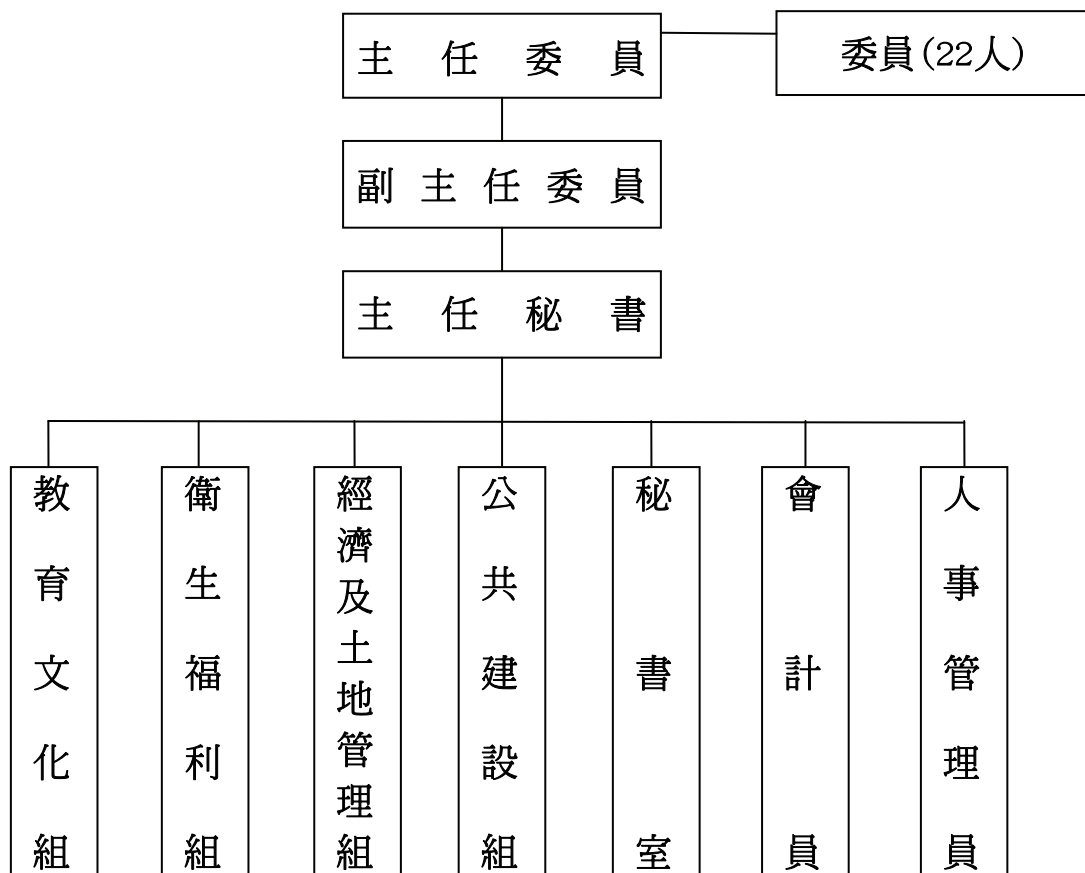 主任委員
委員(22人)
副主任委員
主任秘書
教育文化組
衛生福利組
經濟及土地管理組
公共建設組
秘書室
會計員
人事管理員